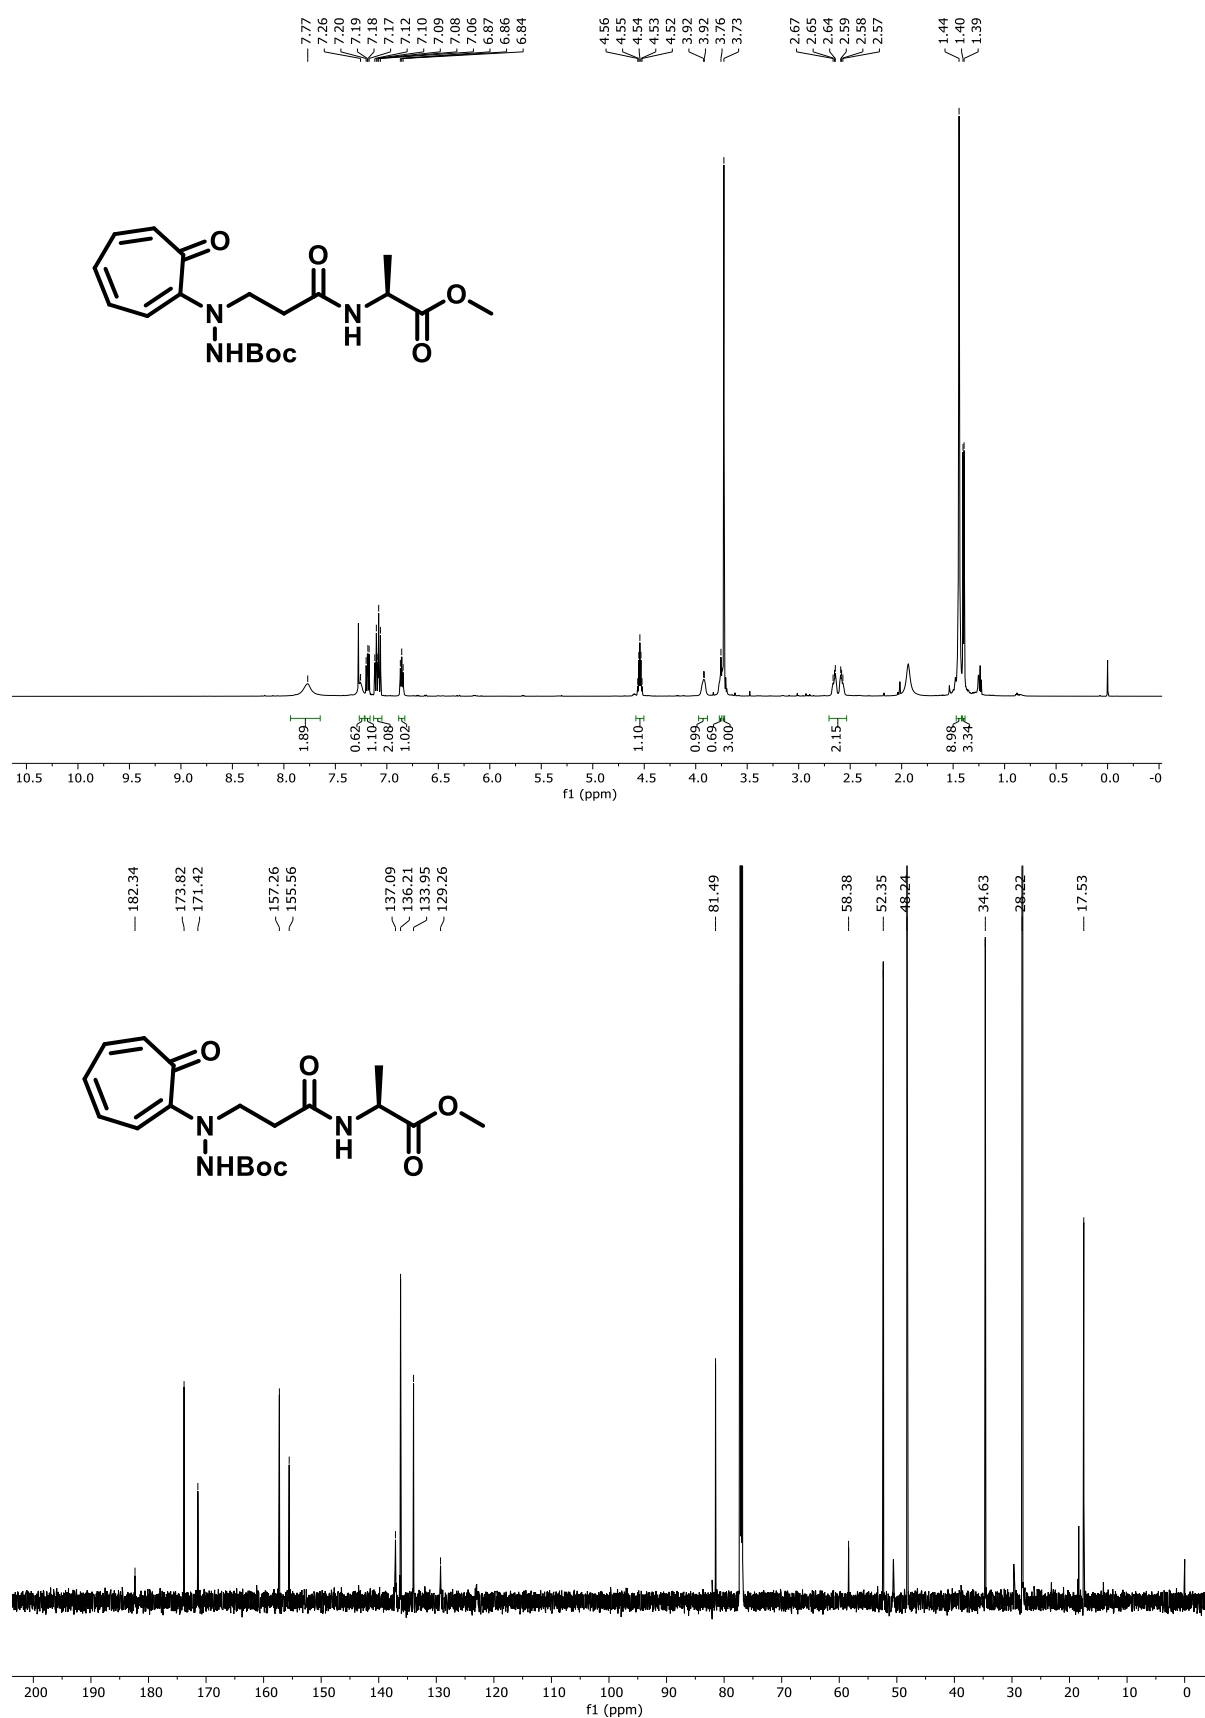 7.77 7.26 7.20 7.19 7.18 7.17 7.12 7.10 7.09 7.08 7.06 6.87 6.86 6.84 4.56 4.55 4.54 4.53 4.52 3.92 3.92 3.76 3.73 2.67 2.65 2.64 2.59 2.58 2.57 1.44 1.40 1.39
O
O
N
N
O
NHBoc
H
O
1.89 0.62 1.10 2.08 1.02 1.10 0.99 0.69 3.00 2.15 8.98 3.34
10.5 10.0 9.5 9.0 8.5 8.0 7.5 7.0 6.5 6.0 5.5 5.0 4.5 4.0 3.5 3.0 2.5 2.0 1.5 1.0 0.5 0.0 -0
f1 (ppm)
182.34 173.82 171.42 157.26 155.56 137.09 136.21 133.95 129.26 81.49 58.38 52.35 48.24 34.63 28.22 17.53
O
O
O
N
N
H
NHBoc
O
200 190 180 170 160 150 140 130 120 110 100 90 80 70 60 50 40 30 20 10 0
f1 (ppm)